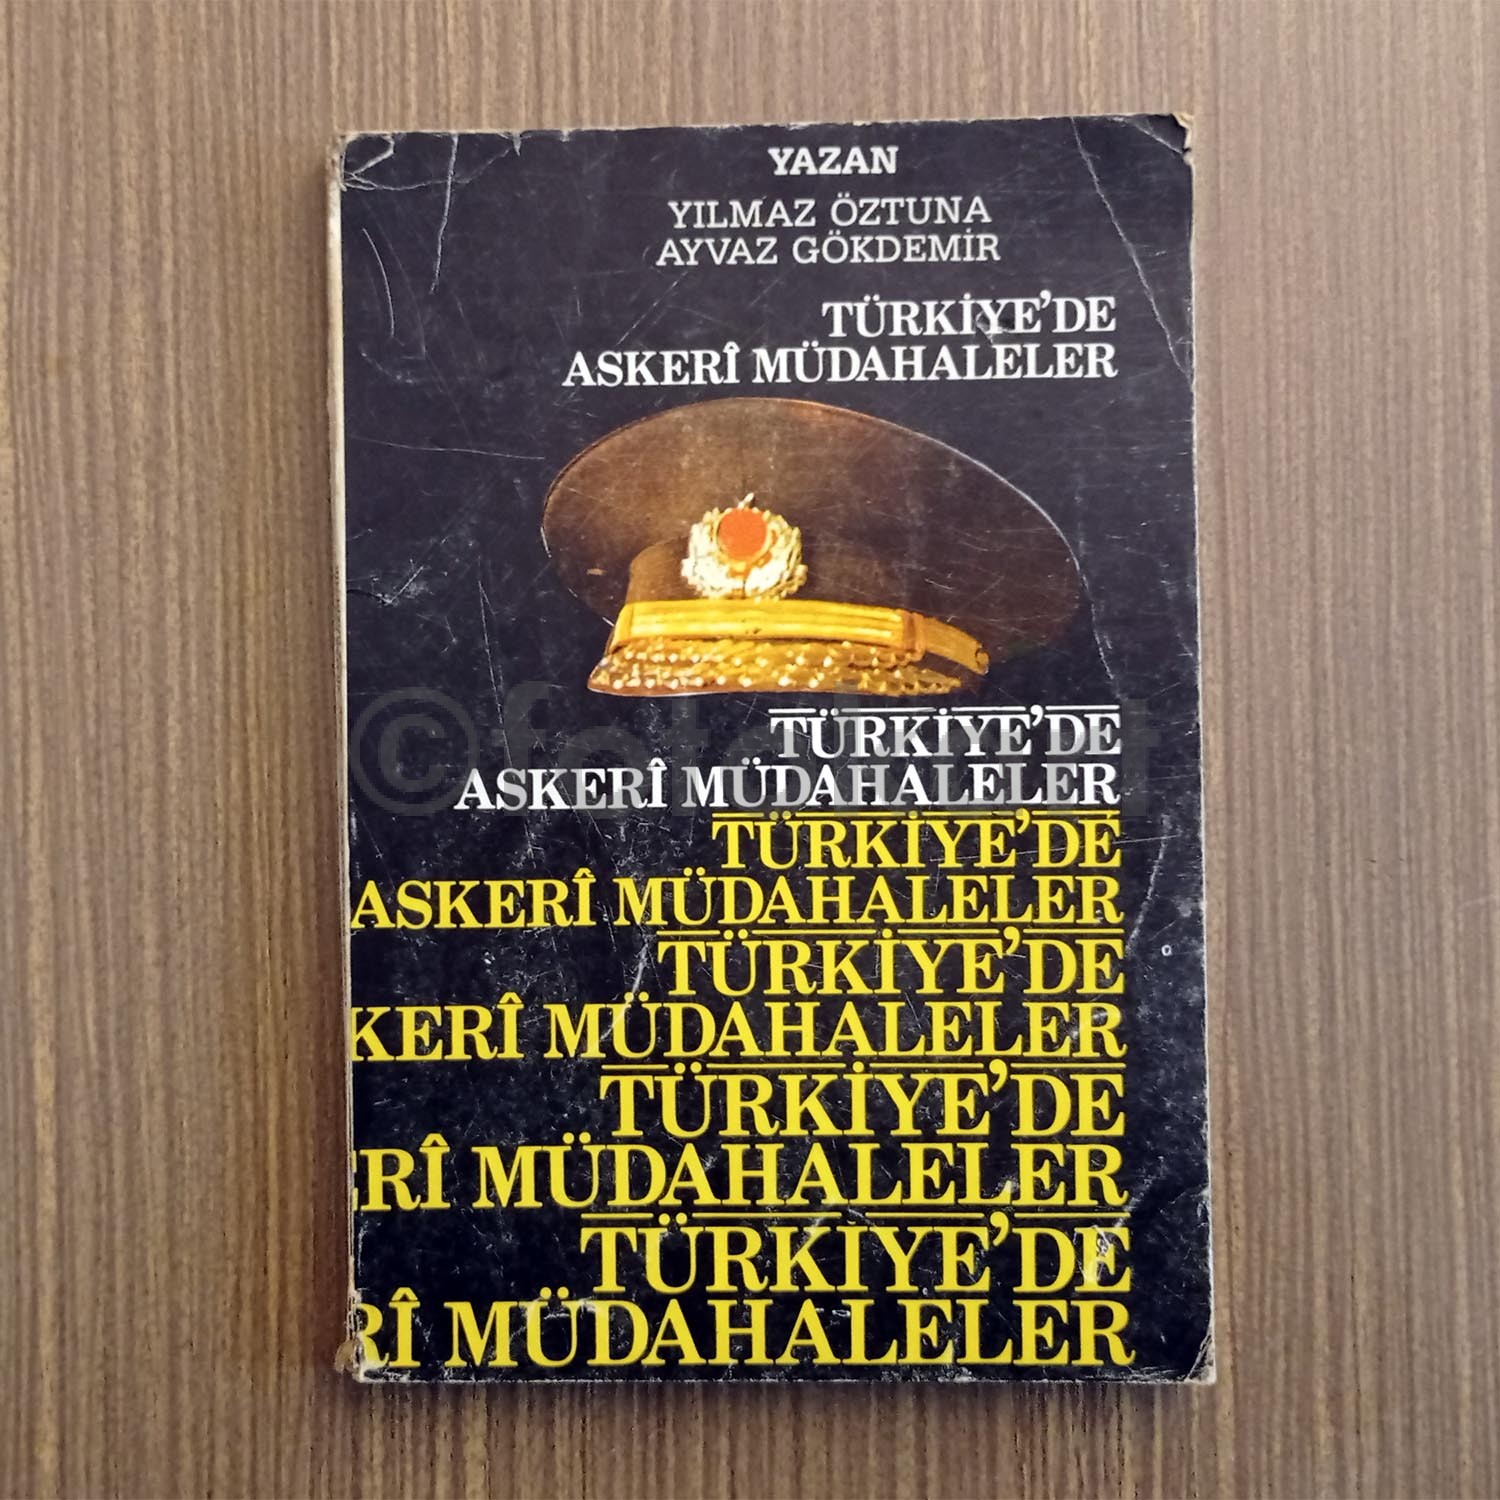 YAZAN
YILMAZ ÖZTUNA
AYVAZ GÖKDEMİR
TÜRKİYE'DE
ASKERÎ MÜDAHALELER
TÜRKİYE'DE
ASKERÎ MÜDAHALELER
TÜRKİYE'DE
ASKERÎ MÜDAHALELER
TÜRKİYE'DE
KERÎ MÜDAHALELER
TÜRKİYE'DE
ERÎ MÜDAHALELER
TÜRKİYE'DE
RÎ MÜDAHALELER